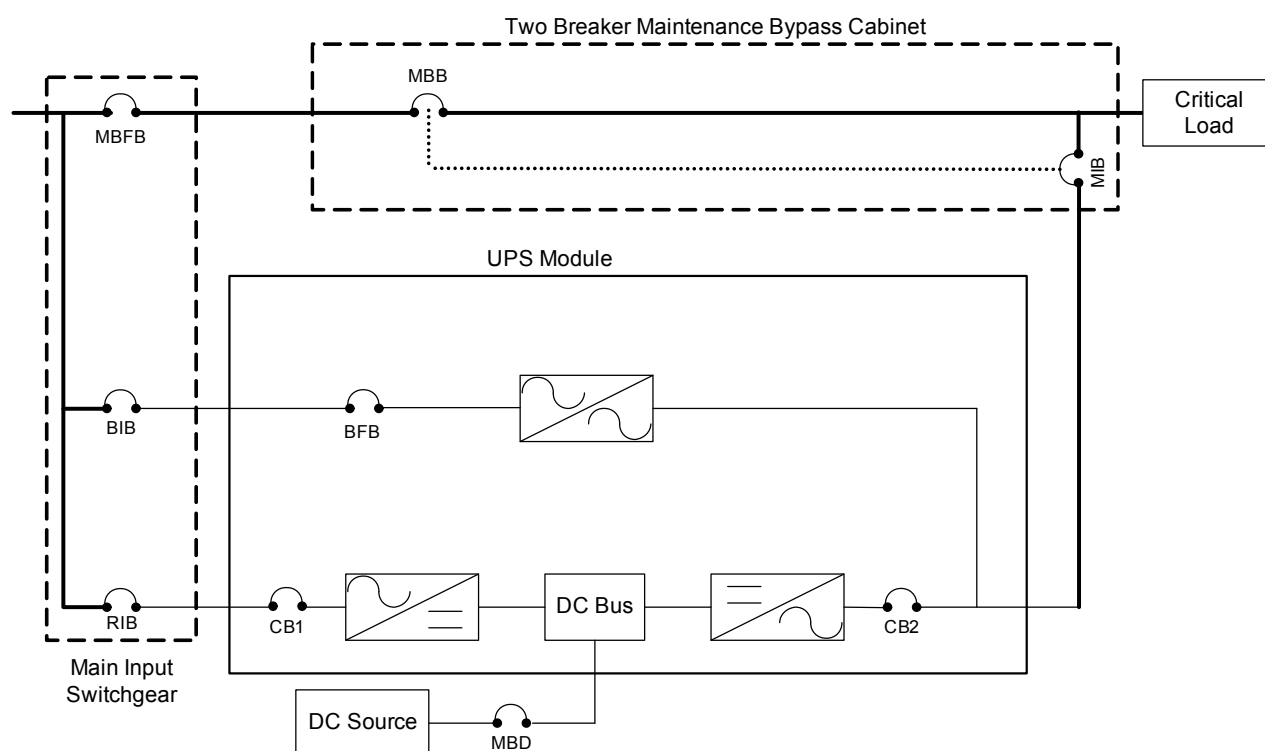 Two Breaker Maintenance Bypass Cabinet
MBB
MBFB
Critical
Load
MIB
UPS Module
BIB
BFB
RIB
CB1
DC Bus
CB2
Main Input
Switchgear
DC Source
MBD